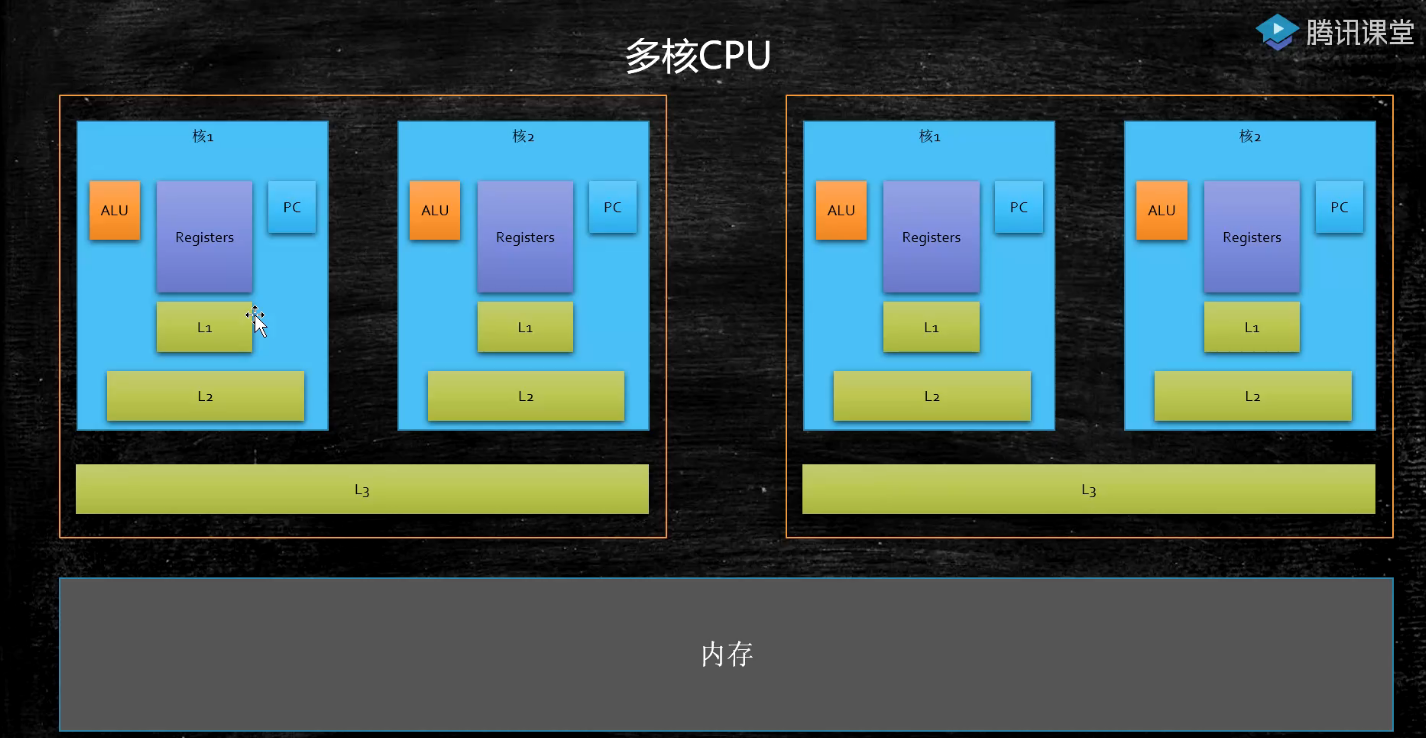 腾讯课堂
多核CPU
核1
ALU
Registers
PC
L1
L2
核2
ALU
Registers
PC
L1
L2
L3
核1
ALU
Registers
PC
L1
L2
核2
ALU
Registers
PC
L1
L2
L3
内存